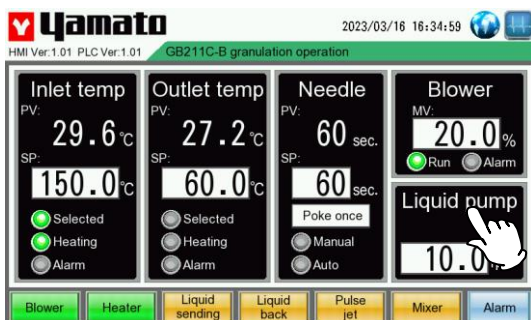 Yamato
2023/03/16 16:34:59
HMI Ver:1.01 PLC Ver:1.01
GB211C-B granulation operation
Inlet temp
PV:
29.6℃
SP:
150.0℃
Selected
Heating
Alarm
Outlet temp
PV:
27.2℃
SP:
60.0℃
Selected
Heating
Alarm
Needle
PV:
60 sec.
SP:
60 sec.
Poke once
Manual
Auto
Blower
MV:
20.0%
Run Alarm
Liquid pump
10.0
Blower
Heater
Liquid
sending
Liquid
back
Pulse
jet
Mixer
Alarm